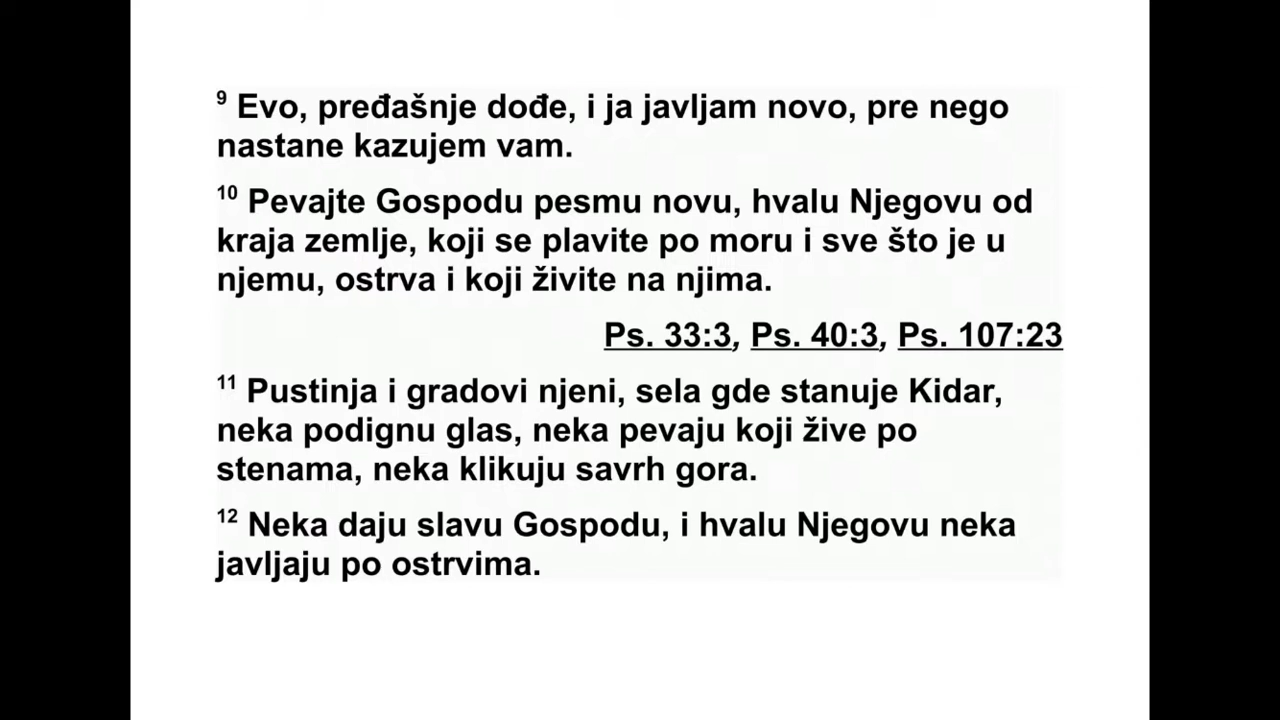 9 Evo, pređašnje dođe, i ja javljam novo, pre nego
nastane kazujem vam.
10 Pevajte Gospodu pesmu novu, hvalu Njegovu od
kraja zemlje, koji se plavite po moru i sve što je u
njemu, ostrva i koji živite na njima.
Ps. 33:3, Ps. 40:3, Ps. 107:23
11 Pustinja i gradovi njeni, sela gde stanuje Kidar,
neka podignu glas, neka pevaju koji žive po
stenama, neka klikuju savrh gora.
12 Neka daju slavu Gospodu, i hvalu Njegovu neka
javljaju po ostrvima.